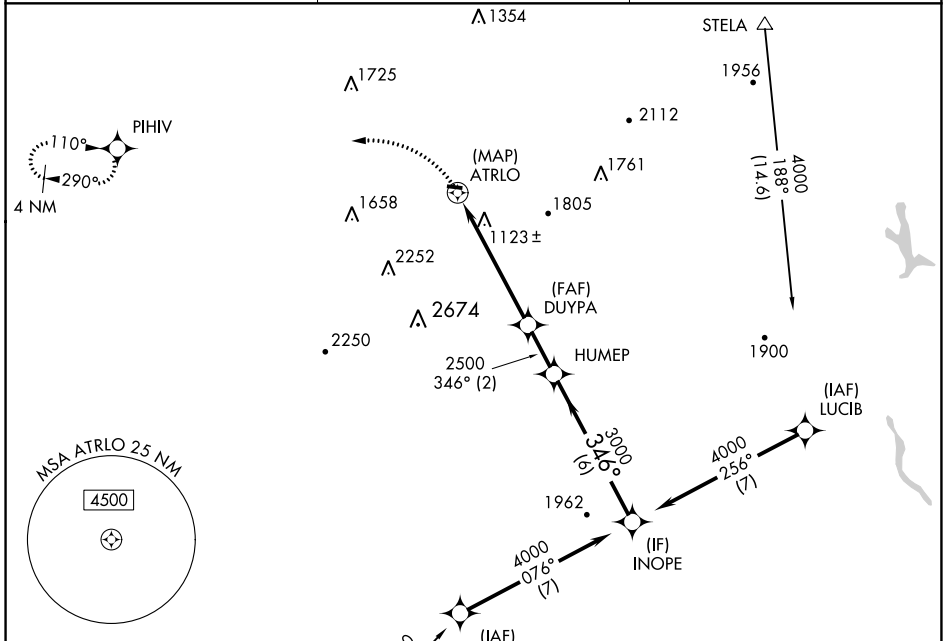 1354
STELA
1725
1956
2112
PIHIV
110°
290°
4 NM
(MAP)
ATRLO
1761
4000
188°
(14.6)
1658
1805
1123 ±
2252
(FAF)
DUYPA
2674
2250
HUMEP
2500
346° (2)
1900
(IAF)
LUCIB
3000
346°
(6)
4000
256°
(7)
MSA ATRLO 25 NM
4500
1962
(IF)
INOPE
4000
076°
(7)
(IAF)